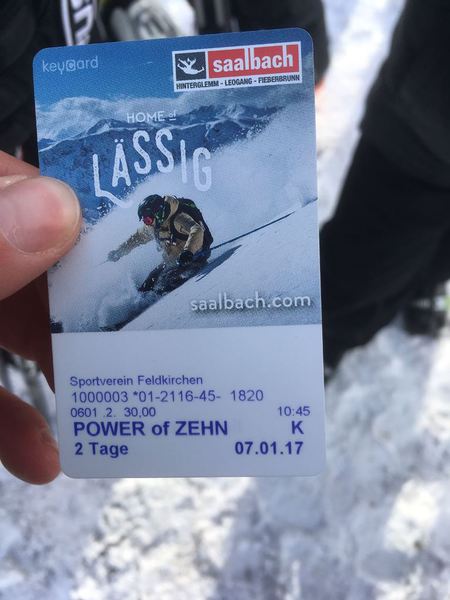 keycard
saalbach
HINTERGLEMM - LEOGANG - FIEBERBRUNN
HOME of
LÄSSIG
saalbach.com
Sportverein Feldkirchen
1000003 *01-2116-45- 1820
0601 .2. 30,00 10:45
POWER of ZEHN K
2 Tage 07.01.17